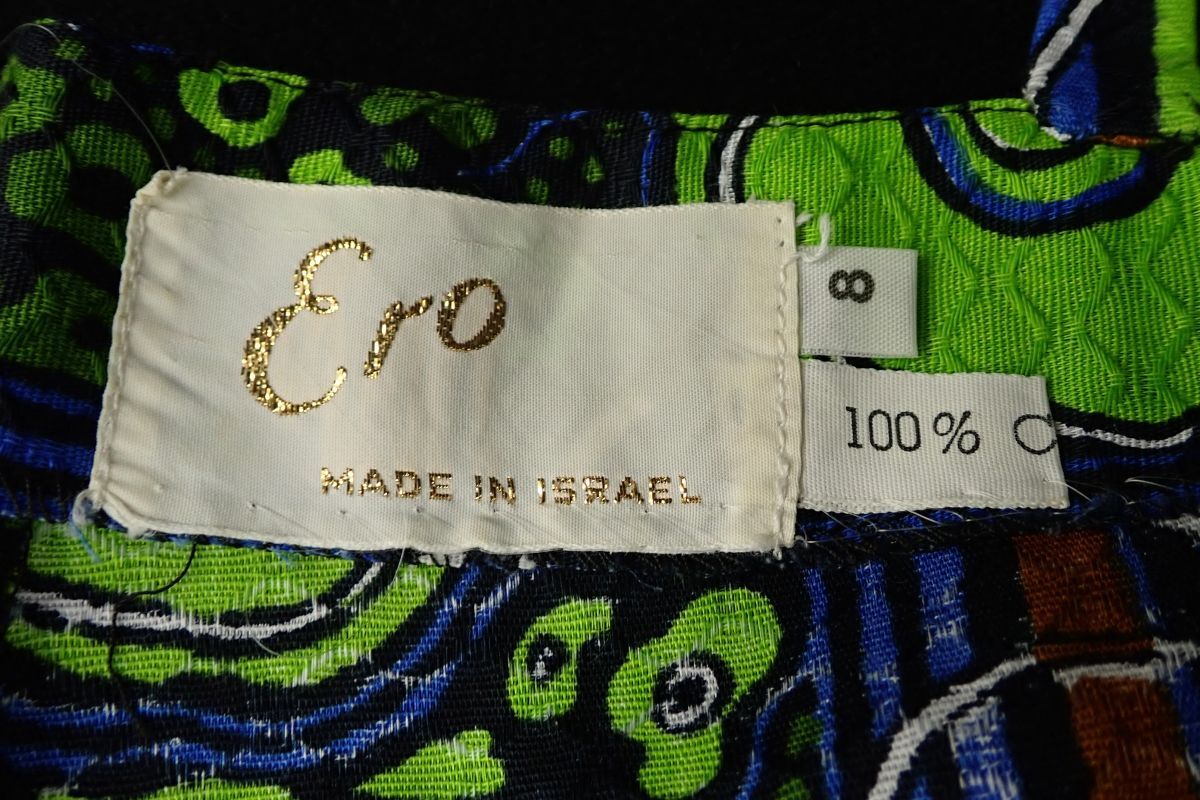 Ero
MADE IN ISRAEL
8
100% C